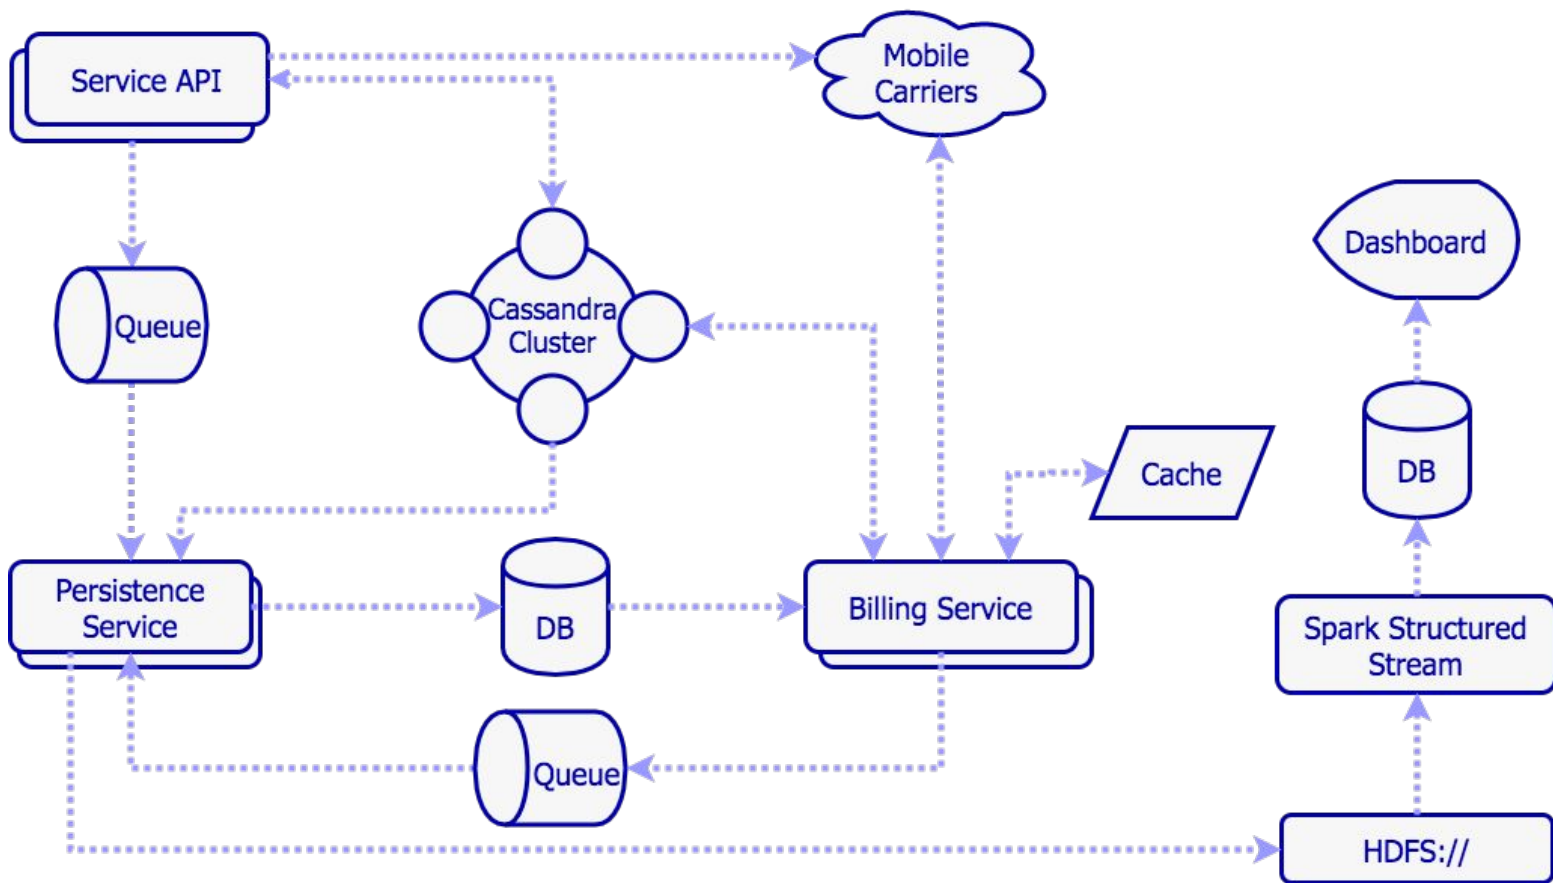 Service API
Mobile
Carriers
Dashboard
Queue
Cassandra
Cluster
Cache
DB
Persistence
Service
DB
Billing Service
Spark Structured
Stream
Queue
HDFS://